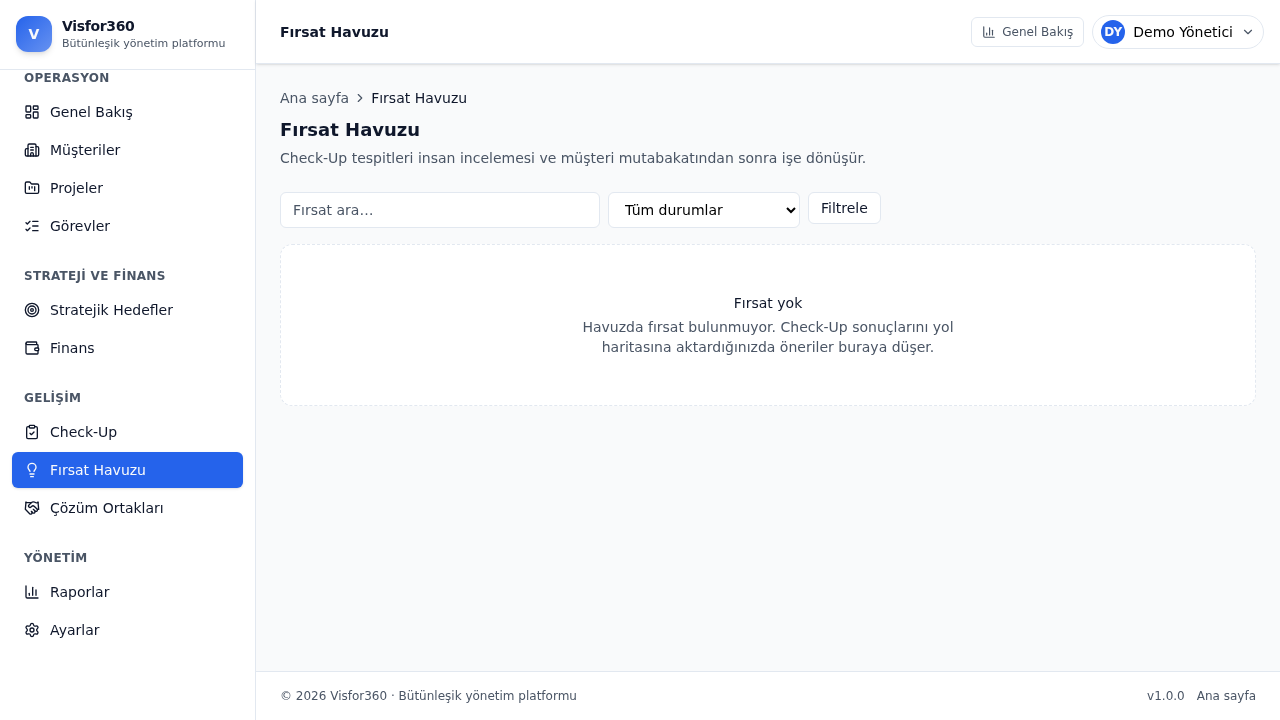 V
Visfor360
Bütünleşik yönetim platformu
OPERASYON
Genel Bakış
Müşteriler
Projeler
Görevler
STRATEJİ VE FİNANS
Stratejik Hedefler
Finans
GELİŞİM
Check-Up
Fırsat Havuzu
Çözüm Ortakları
YÖNETİM
Raporlar
Ayarlar
Fırsat Havuzu
Genel Bakış
DY Demo Yönetici
Ana sayfa > Fırsat Havuzu
Fırsat Havuzu
Check-Up tespitleri insan incelemesi ve müşteri mutabakatından sonra işe dönüşür.
Fırsat ara...
Tüm durumlar
Filtrele
Fırsat yok
Havuzda fırsat bulunmuyor. Check-Up sonuçlarını yol
haritasına aktardığınızda öneriler buraya düşer.
© 2026 Visfor360 · Bütünleşik yönetim platformu
v1.0.0 Ana sayfa